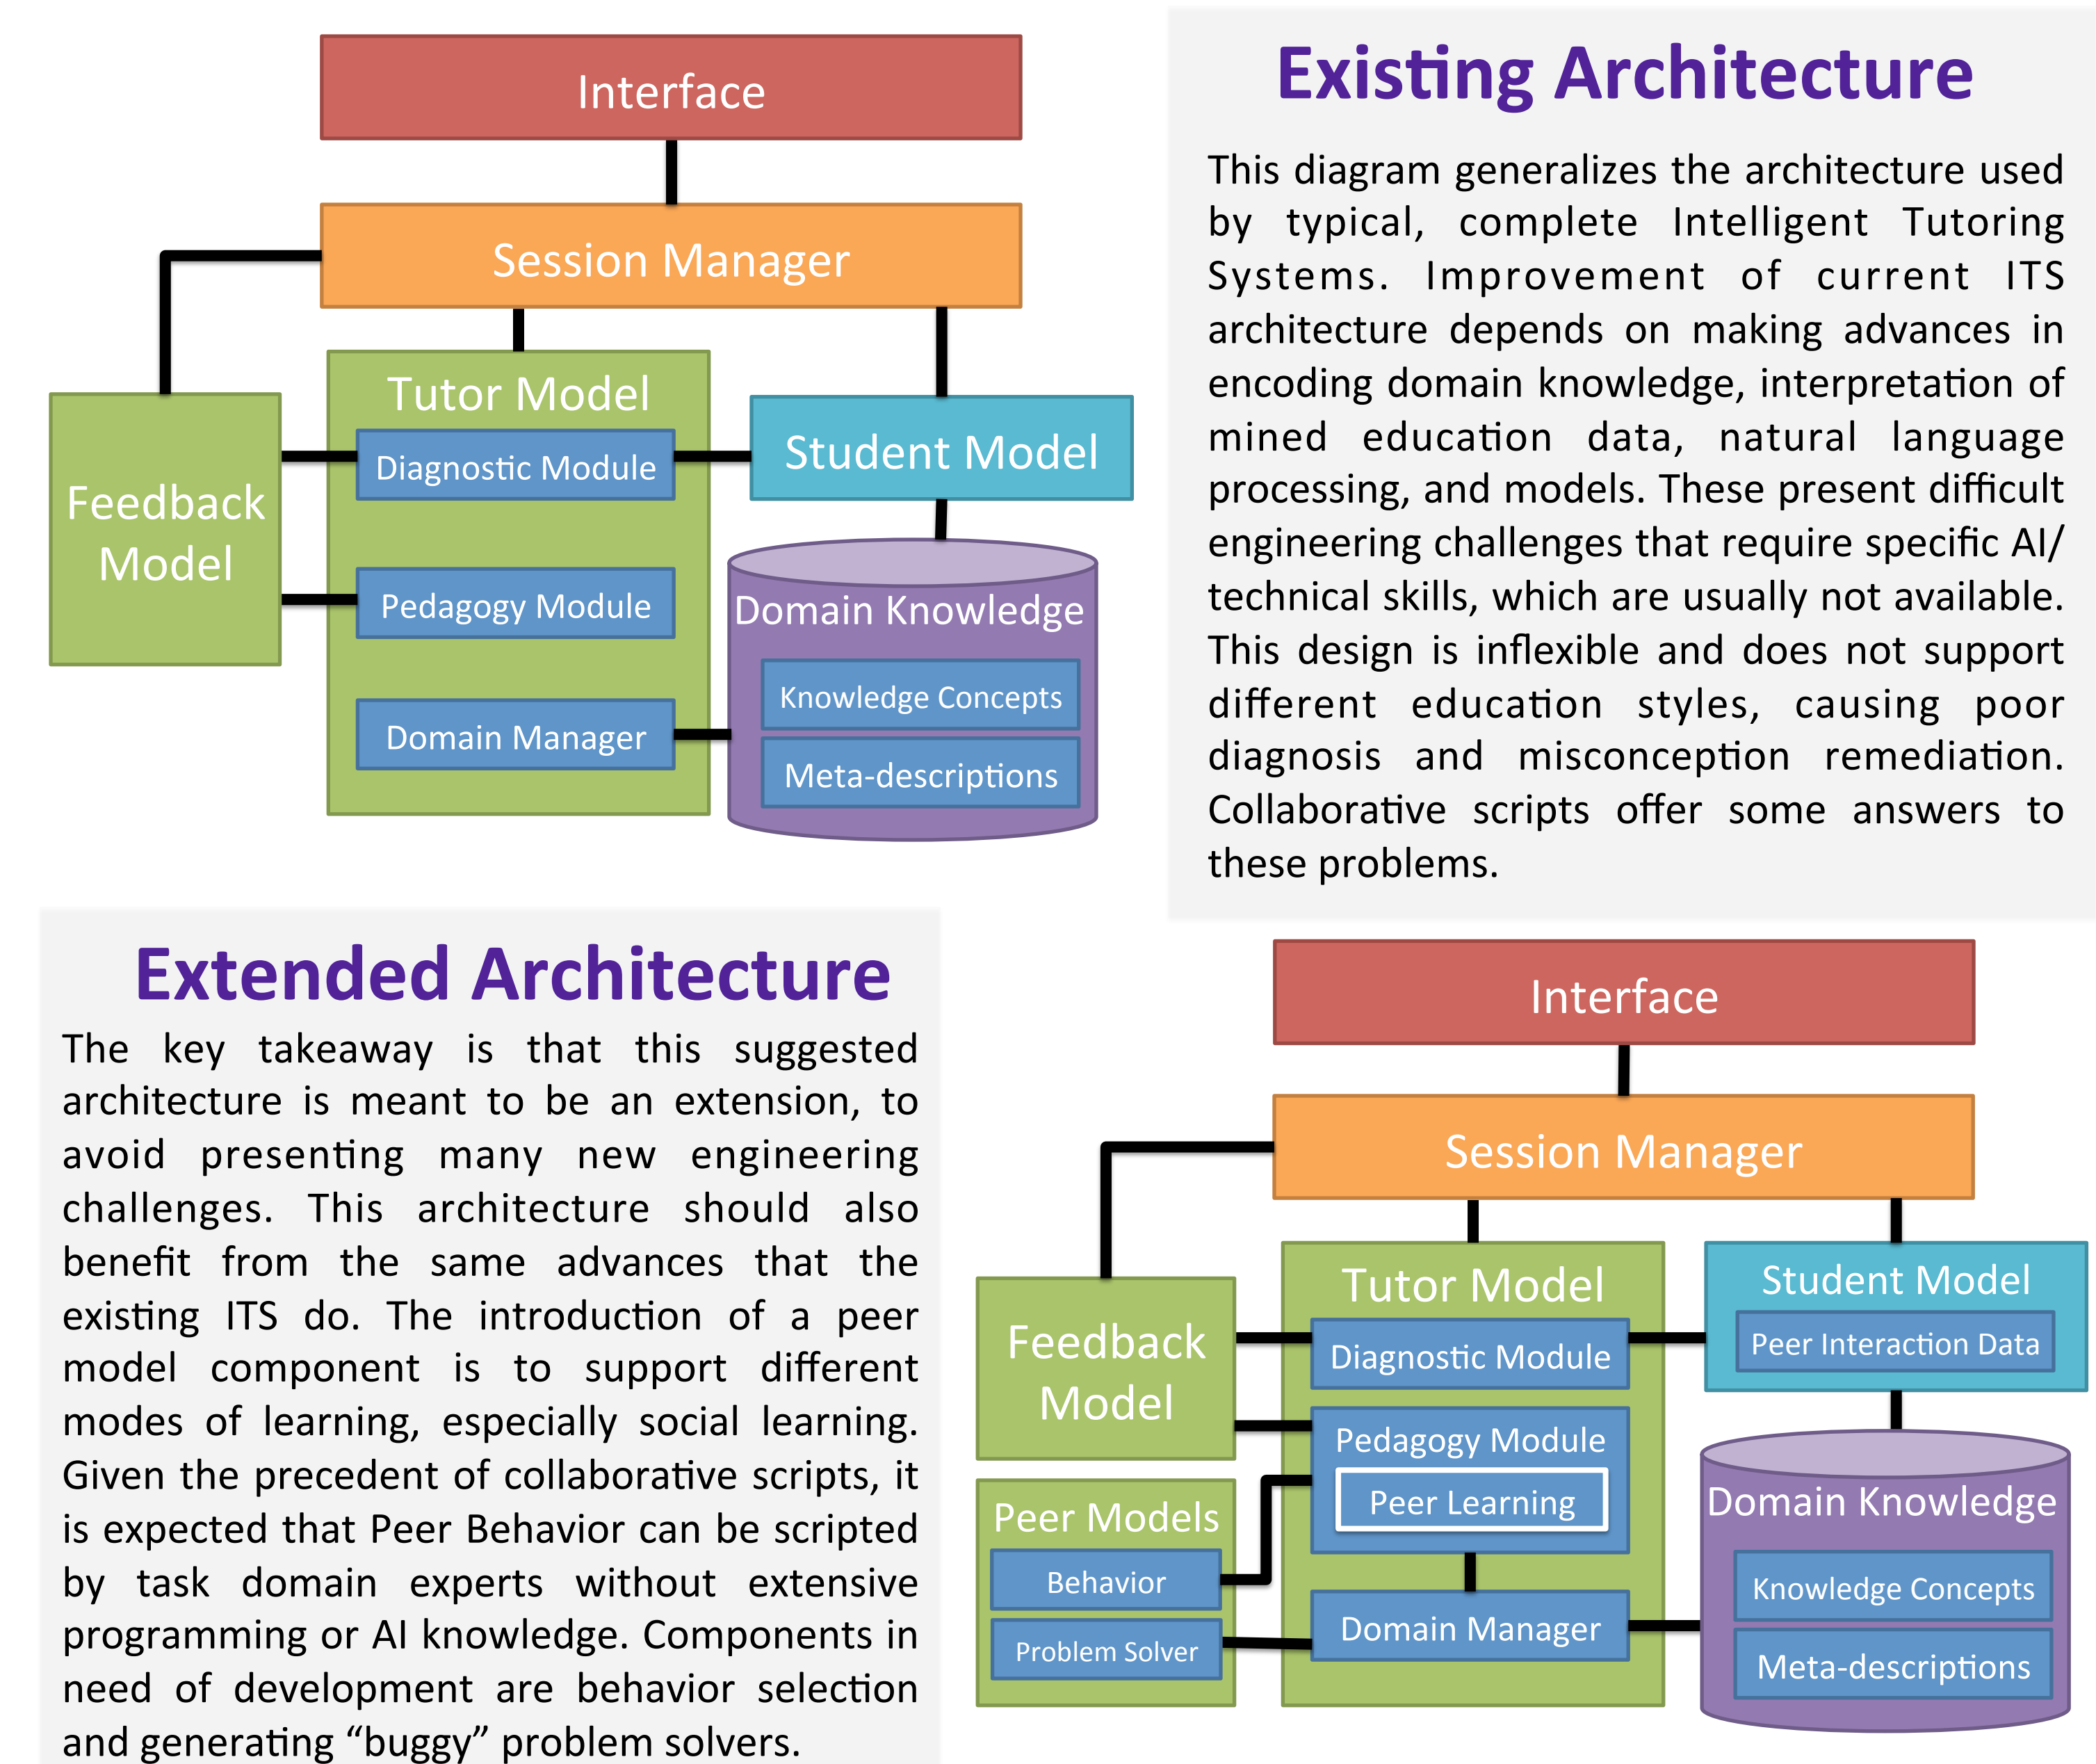 Interface
Session Manager
Tutor Model
Diagnostic Module
Pedagogy Module
Domain Manager
Feedback
Model
Student Model
Domain Knowledge
Knowledge Concepts
Meta-descriptions
Existing Architecture
This diagram generalizes the architecture used
by typical, complete Intelligent Tutoring
Systems. Improvement of current ITS
architecture depends on making advances in
encoding domain knowledge, interpretation of
mined education data, natural language
processing, and models. These present difficult
engineering challenges that require specific AI/
technical skills, which are usually not available.
This design is inflexible and does not support
different education styles, causing poor
diagnosis and misconception remediation.
Collaborative scripts offer some answers to
these problems.
Extended Architecture
The key takeaway is that this suggested
architecture is meant to be an extension, to
avoid presenting many new engineering
challenges. This architecture should also
benefit from the same advances that the
existing ITS do. The introduction of a peer
model component is to support different
modes of learning, especially social learning.
Given the precedent of collaborative scripts, it
is expected that Peer Behavior can be scripted
by task domain experts without extensive
programming or AI knowledge. Components in
need of development are behavior selection
and generating “buggy” problem solvers.
Interface
Session Manager
Feedback
Model
Peer Models
Behavior
Problem Solver
Tutor Model
Diagnostic Module
Pedagogy Module
Peer Learning
Domain Manager
Student Model
Peer Interaction Data
Domain Knowledge
Knowledge Concepts
Meta-descriptions